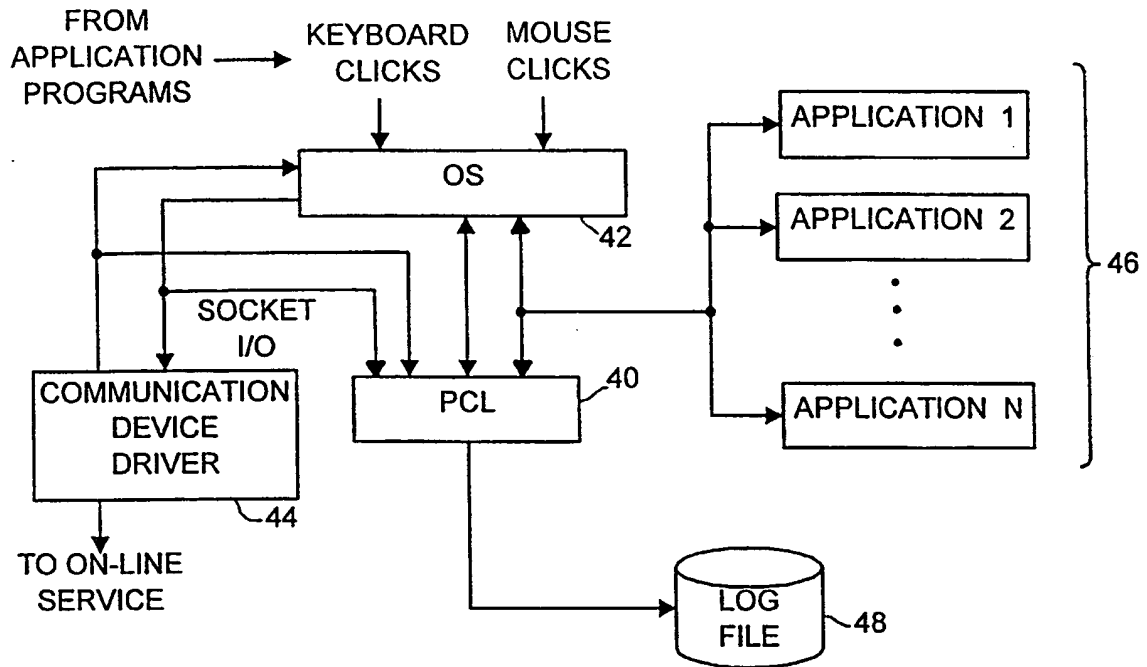 FROM
APPLICATION
PROGRAMS
KEYBOARD
CLICKS
MOUSE
CLICKS
OS
42
APPLICATION 1
APPLICATION 2
APPLICATION N
46
SOCKET
I/O
COMMUNICATION
DEVICE
DRIVER
44
PCL
40
TO ON-LINE
SERVICE
LOG
FILE
48